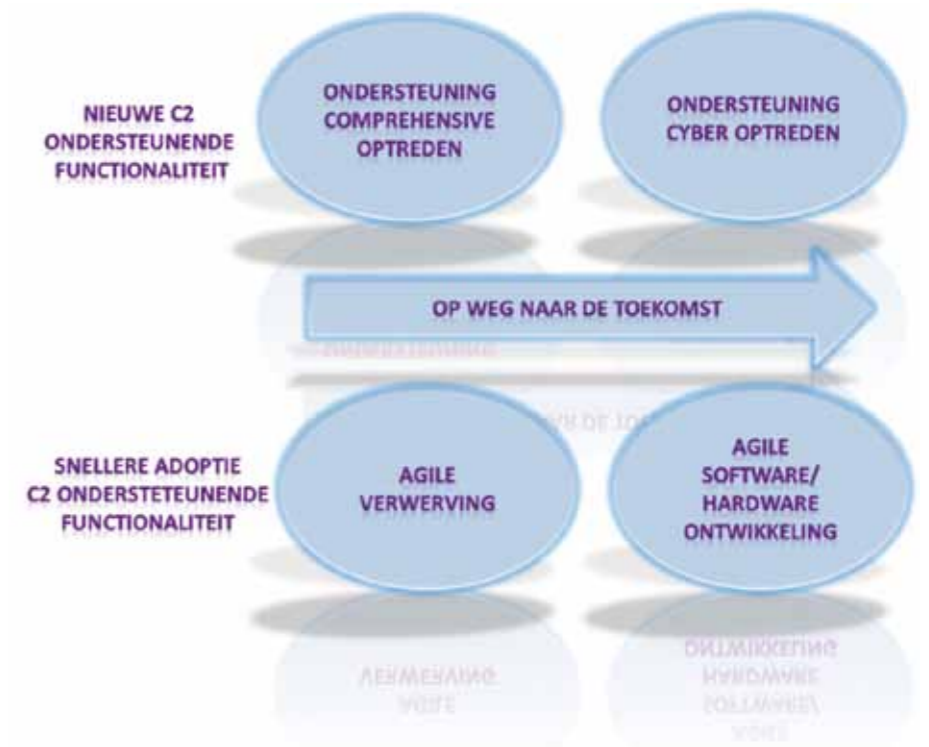 NIEUWE C2
ONDERSTEUNENDE
FUNCTIONALITEIT
ONDERSTEUNING
COMPREHENSIVE
OPTREDEN
ONDERSTEUNING
CYBER OPTREDEN
OP WEG NAAR DE TOEKOMST
SNELLERE ADOPTIE
C2 ONDERSTETEUNENDE
FUNCTIONALITEIT
AGILE
VERWERVING
AGILE
SOFTWARE/
HARDWARE
ONTWIKKELING